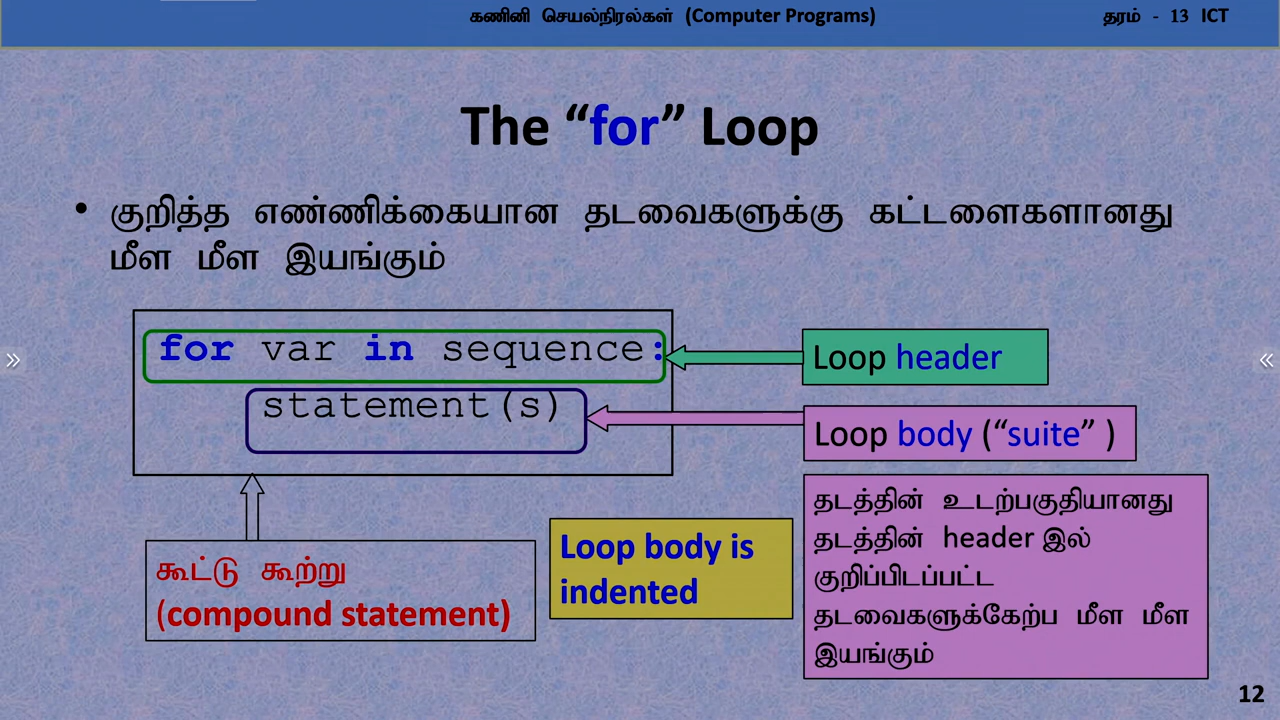 கணினி செயல்நிரல்கள் (Computer Programs)
தரம் - 13 ICT
The “for” Loop
• குறித்த எண்ணிக்கையான தடவைகளுக்கு கட்டளைகளானது
மீள மீள இயங்கும்
for var in sequence:
statement(s)
Loop header
Loop body (“suite” )
தடத்தின் உடற்பகுதியானது
தடத்தின் header இல்
குறிப்பிடப்பட்ட
தடவைகளுக்கேற்ப மீள மீள
இயங்கும்
Loop body is
indented
கூட்டு கூற்று
(compound statement)
12